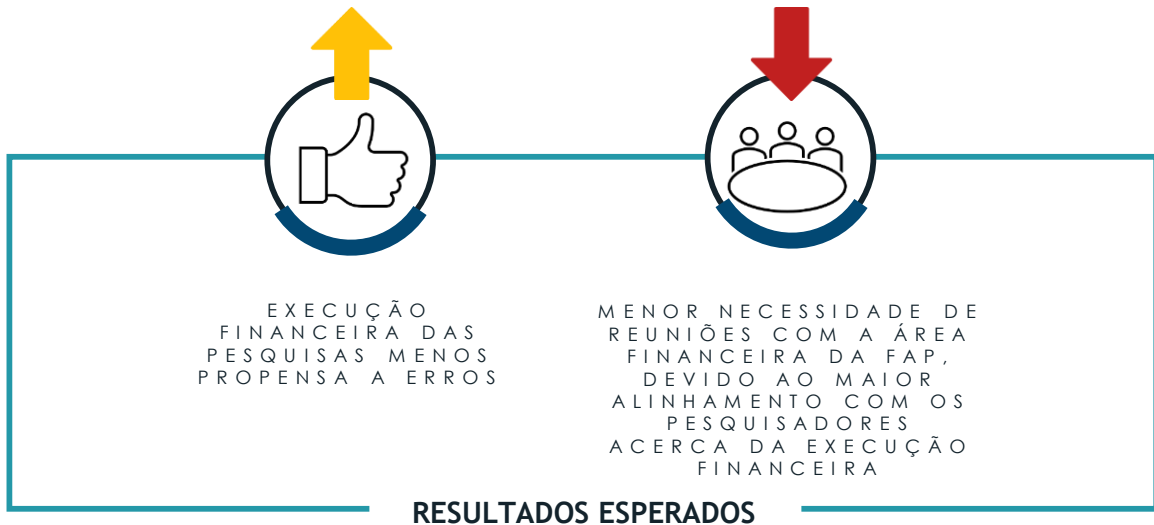 EXECUÇÃO
FINANCEIRA DAS
PESQUISAS MENOS
PROPENSA A ERROS
MENOR NECESSIDADE DE
REUNIÕES COM A ÁREA
FINANCEIRA DA FAP,
DEVIDO AO MAIOR
ALINHAMENTO COM OS
PESQUISADORES
ACERCA DA EXECUÇÃO
FINANCEIRA
RESULTADOS ESPERADOS